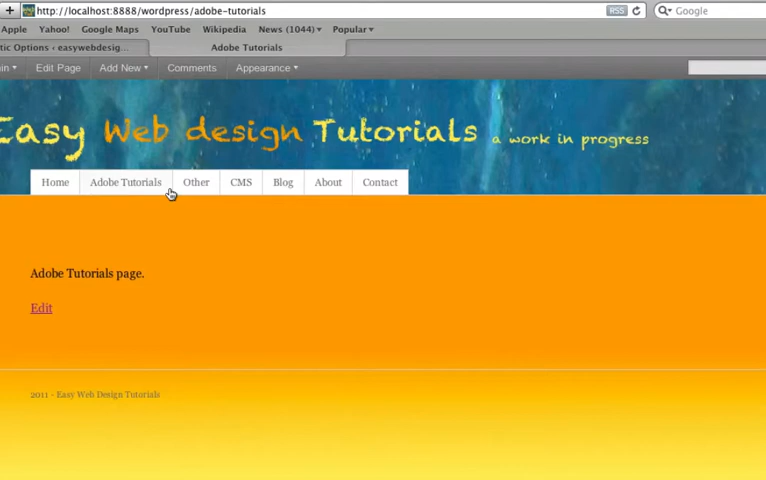 http://localhost:8888/wordpress/adobe-tutorials RSS Google
Apple Yahoo! Google Maps YouTube Wikipedia News (1044) Popular
tic Options ‹ easywebdesig... Adobe Tutorials
in Edit Page Add New Comments Appearance
Easy Web design Tutorials a work in progress
Home Adobe Tutorials Other CMS Blog About Contact
Adobe Tutorials page.
Edit
2011 - Easy Web Design Tutorials